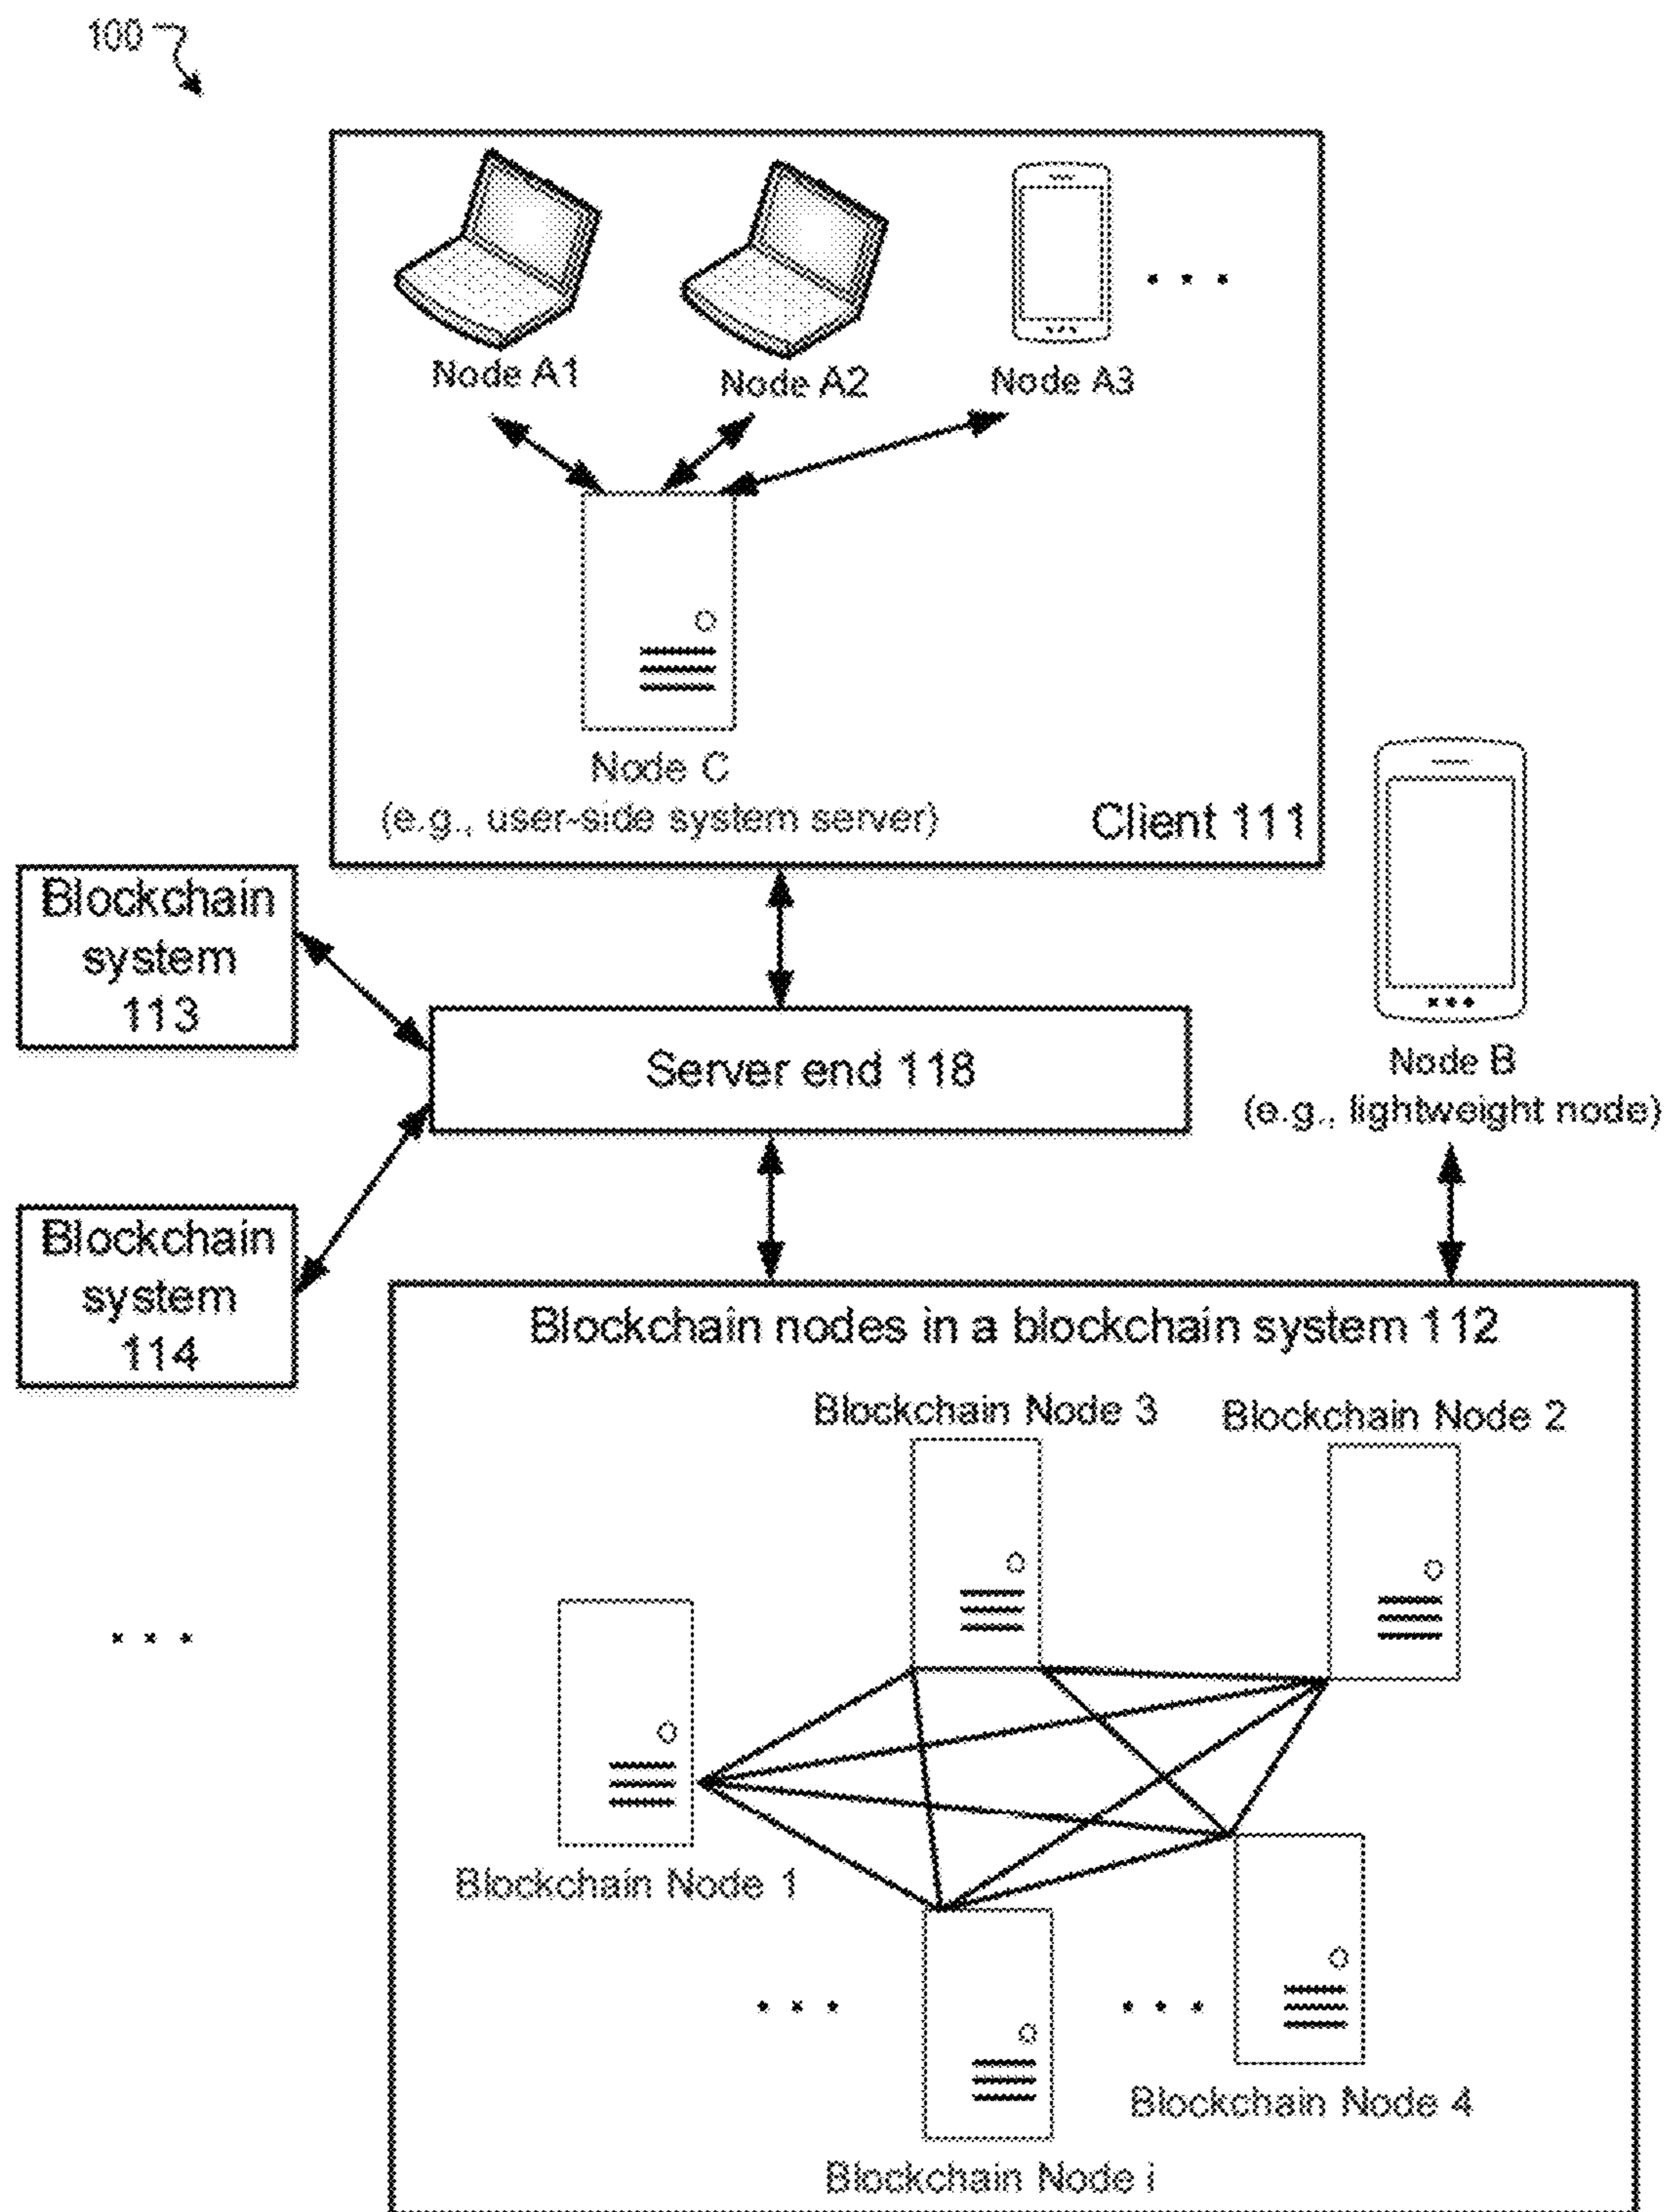 100
Node A1
Node A2
Node A3
Node C
(e.g., user-side system server)
Client 111
Blockchain
system
113
Server end 118
Node B
(e.g., lightweight node)
Blockchain
system
114
Blockchain nodes in a blockchain system 112
Blockchain Node 3
Blockchain Node 2
Blockchain Node 1
Blockchain Node 4
Blockchain Node i